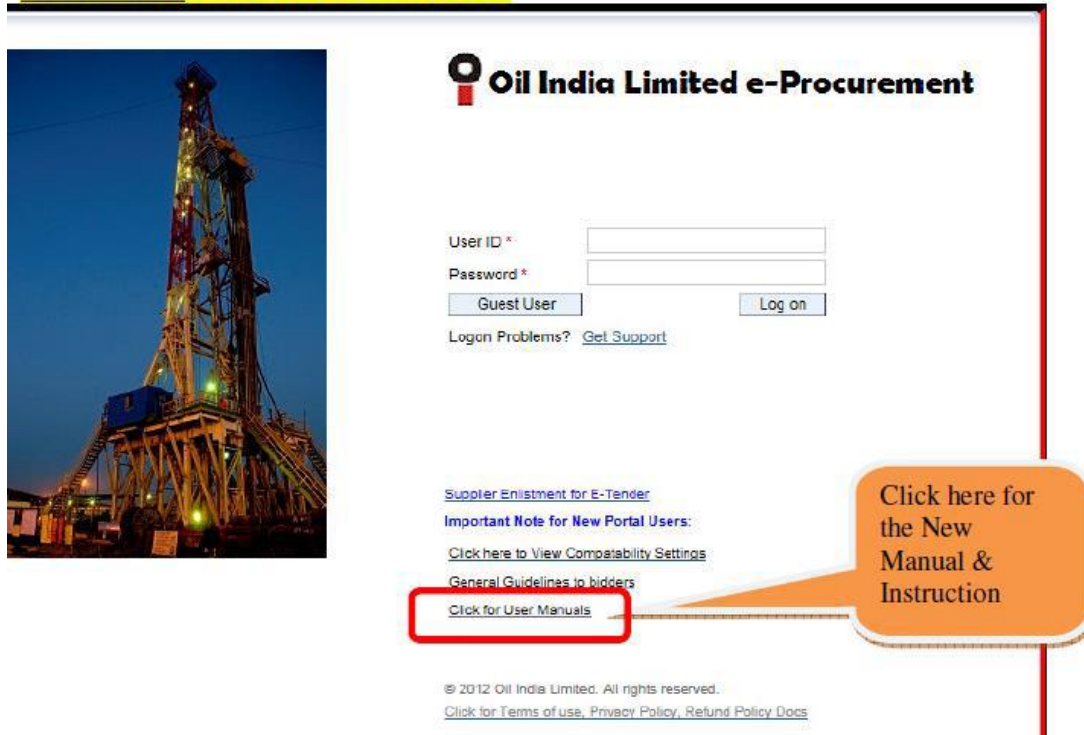 Oil India Limited e-Procurement
User ID *
Password *
Guest User
Log on
Logon Problems? Get Support
Supplier Enlistment for E-Tender
Important Note for New Portal Users:
Click here to View Compatability Settings
General Guidelines to bidders
Click for User Manuals
Click here for
the New
Manual &
Instruction
© 2012 Oil India Limited. All rights reserved.
Click for Terms of use, Privacy Policy, Refund Policy Docs